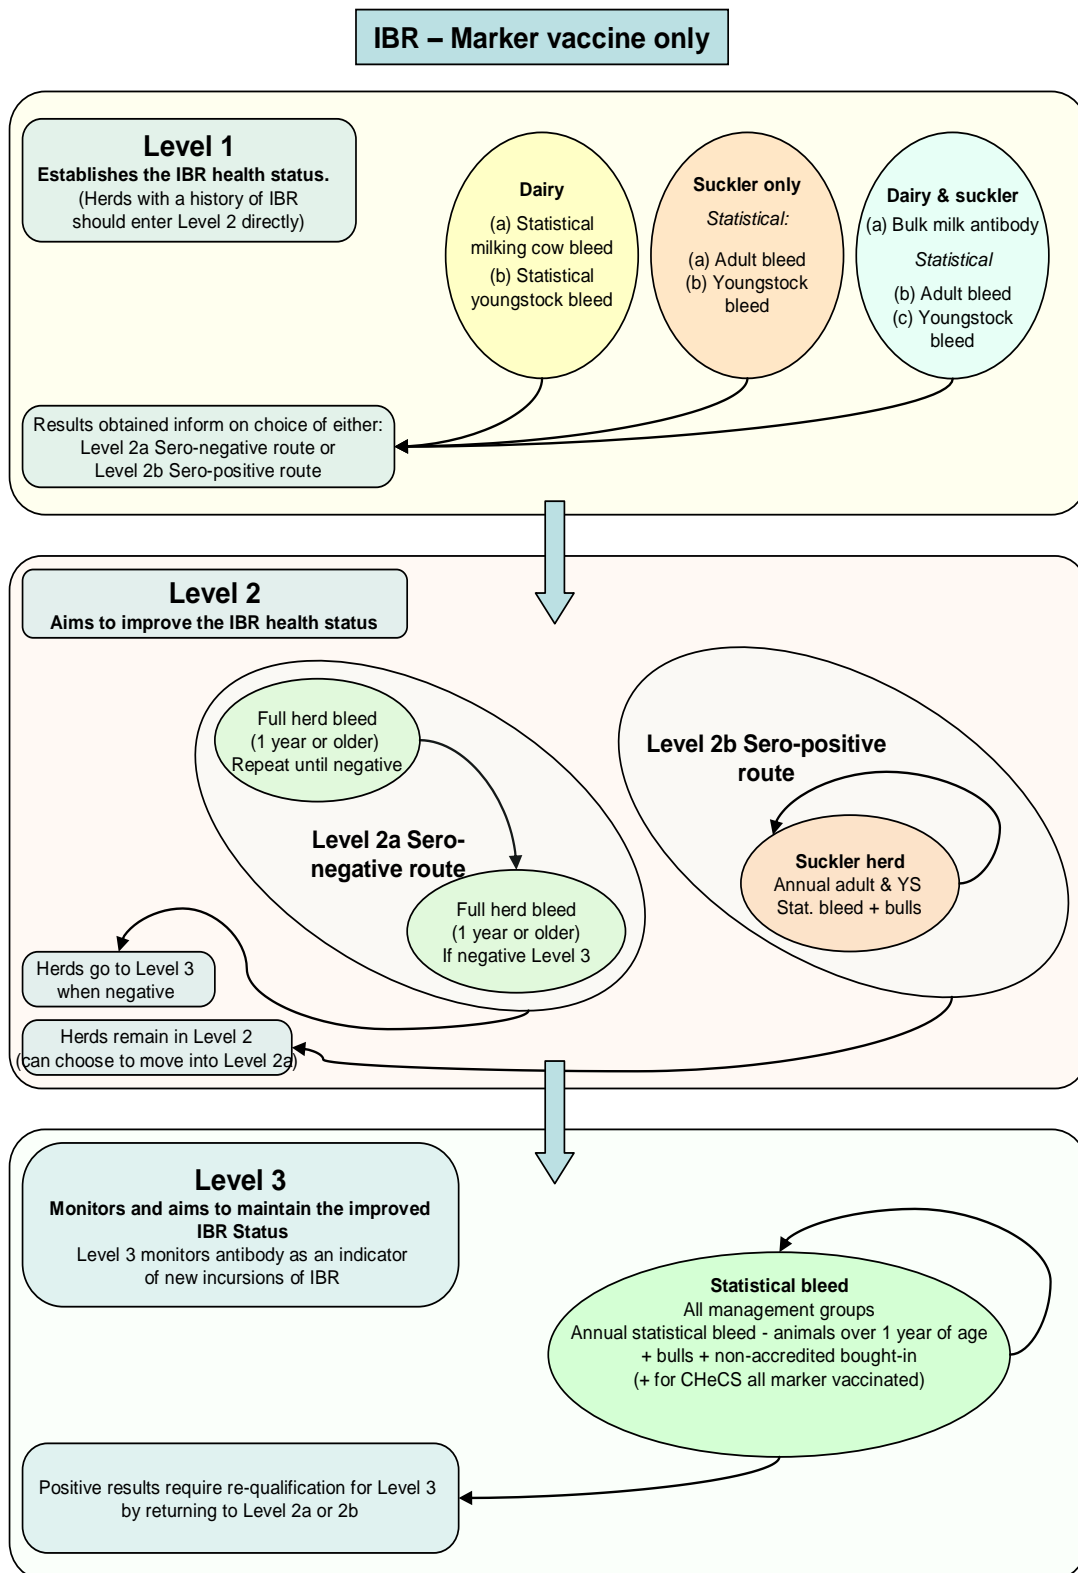 IBR – Marker vaccine only
Level 1
Establishes the IBR health status.
(Herds with a history of IBR
should enter Level 2 directly)
Dairy
(a) Statistical
milking cow bleed
(b) Statistical
youngstock bleed
Suckler only
Statistical:
(a) Adult bleed
(b) Youngstock
bleed
Dairy & suckler
(a) Bulk milk antibody
Statistical
(b) Adult bleed
(c) Youngstock
bleed
Results obtained inform on choice of either:
Level 2a Sero-negative route or
Level 2b Sero-positive route
Level 2
Aims to improve the IBR health status
Full herd bleed
(1 year or older)
Repeat until negative
Level 2a Sero-
negative route
Full herd bleed
(1 year or older)
If negative Level 3
Level 2b Sero-positive
route
Suckler herd
Annual adult & YS
Stat. bleed + bulls
Herds go to Level 3
when negative
Herds remain in Level 2
(can choose to move into Level 2a)
Level 3
Monitors and aims to maintain the improved
IBR Status
Level 3 monitors antibody as an indicator
of new incursions of IBR
Statistical bleed
All management groups
Annual statistical bleed - animals over 1 year of age
+ bulls + non-accredited bought-in
(+ for CHeCS all marker vaccinated)
Positive results require re-qualification for Level 3
by returning to Level 2a or 2b